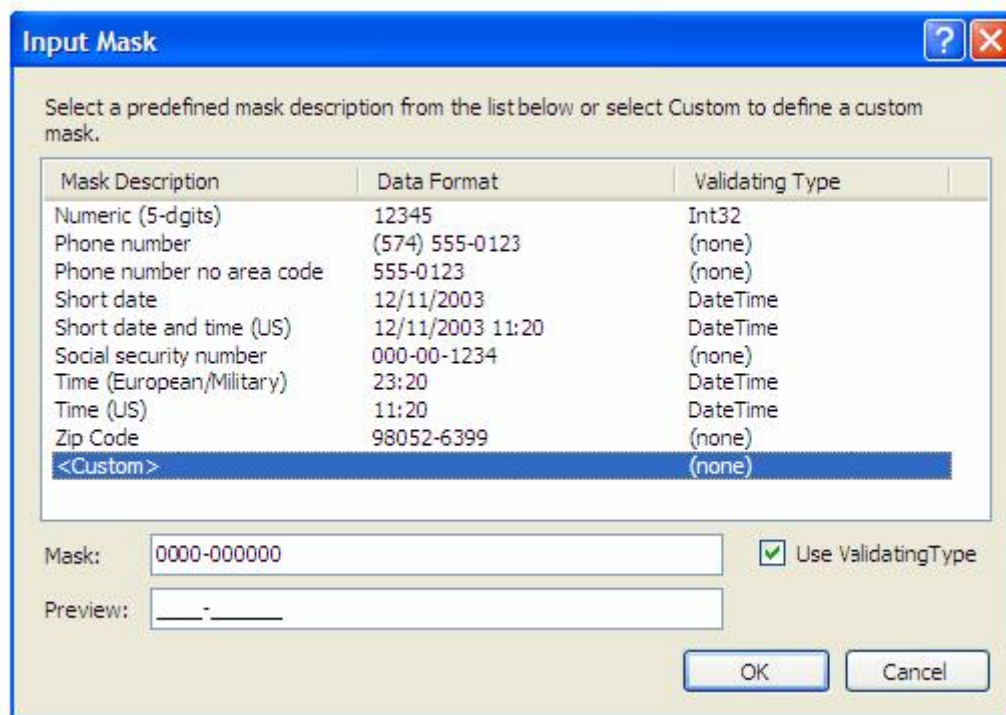 Input Mask
Select a predefined mask description from the list below or select Custom to define a custom
mask.
Mask Description Data Format Validating Type
Numeric (5-dgits) 12345 Int32
Phone number (574) 555-0123 (none)
Phone number no area code 555-0123 (none)
Short date 12/11/2003 DateTime
Short date and time (US) 12/11/2003 11:20 DateTime
Social security number 000-00-1234 (none)
Time (European/Military) 23:20 DateTime
Time (US) 11:20 DateTime
Zip Code 98052-6399 (none)
<Custom> (none)
Mask: 0000-000000 Use ValidatingType
Preview: ____-______
OK Cancel